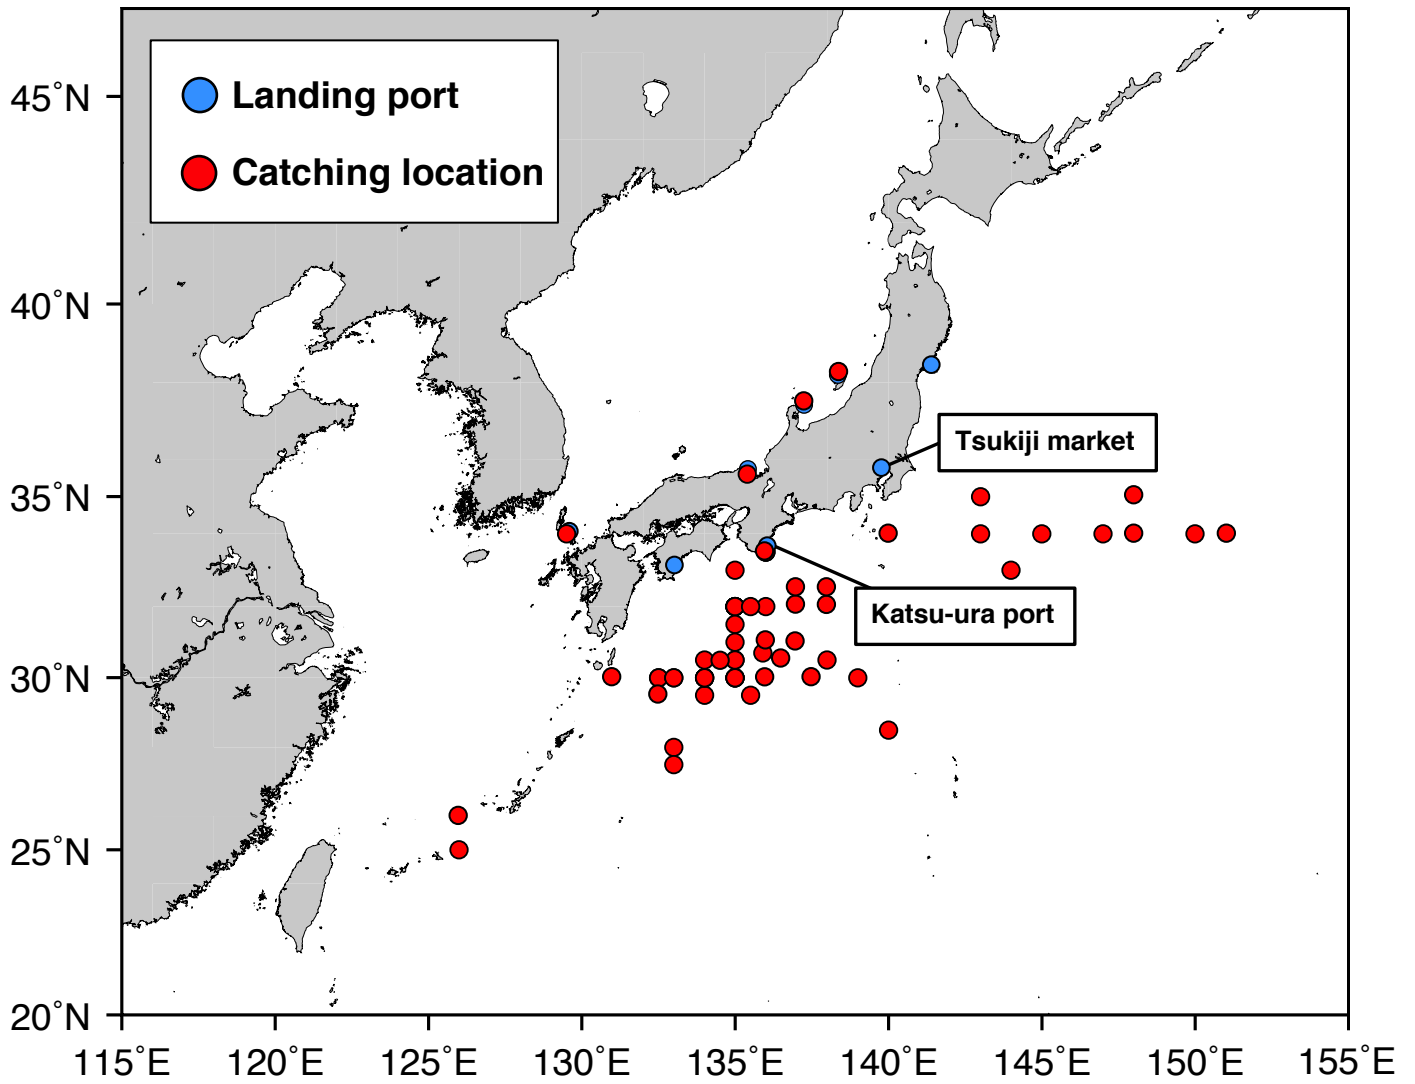 Landing port
Catching location
45°N
40°N
35°N
30°N
25°N
20°N
Tsukiji market
Katsu-ura port
115°E 120°E 125°E 130°E 135°E 140°E 145°E 150°E 155°E